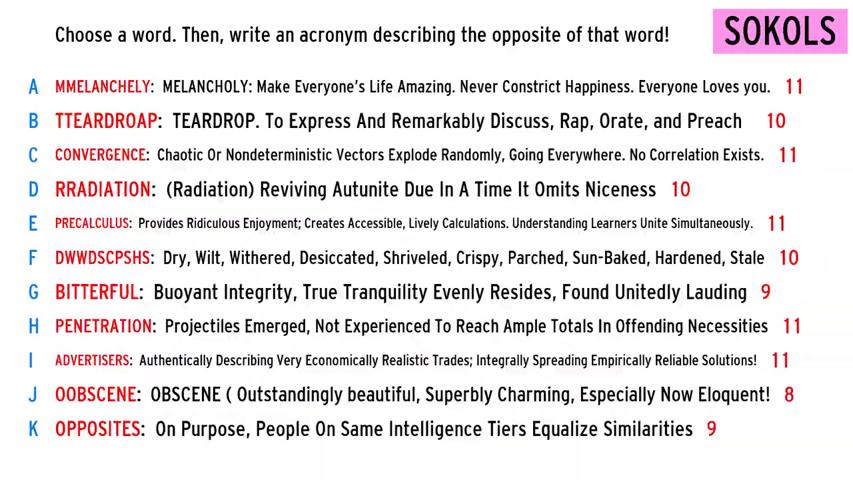 Choose a word. Then, write an acronym describing the opposite of that word!
SOKOLS
A MMELANCHELY: MELANCHOLY: Make Everyone's Life Amazing. Never Constrict Happiness. Everyone Loves you. 11
B TTEARDROAP: TEARDROP. To Express And Remarkably Discuss, Rap, Orate, and Preach 10
C CONVERGENCE: Chaotic Or Nondeterministic Vectors Explode Randomly, Going Everywhere. No Correlation Exists. 11
D RRADIATION: (Radiation) Reviving Autunite Due In A Time It Omits Niceness 10
E PRECALCULUS: Provides Ridiculous Enjoyment; Creates Accessible, Lively Calculations. Understanding Learners Unite Simultaneously. 11
F DWWDSCPSHS: Dry, Wilt, Withered, Desiccated, Shriveled, Crispy, Parched, Sun-Baked, Hardened, Stale 10
G BITTERFUL: Buoyant Integrity, True Tranquility Evenly Resides, Found Unitedly Lauding 9
H PENETRATION: Projectiles Emerged, Not Experienced To Reach Ample Totals In Offending Necessities 11
I ADVERTISERS: Authentically Describing Very Economically Realistic Trades; Integrally Spreading Empirically Reliable Solutions! 11
J OOBSCENE: OBSCENE ( Outstandingly beautiful, Superbly Charming, Especially Now Eloquent! 8
K OPPOSITES: On Purpose, People On Same Intelligence Tiers Equalize Similarities 9